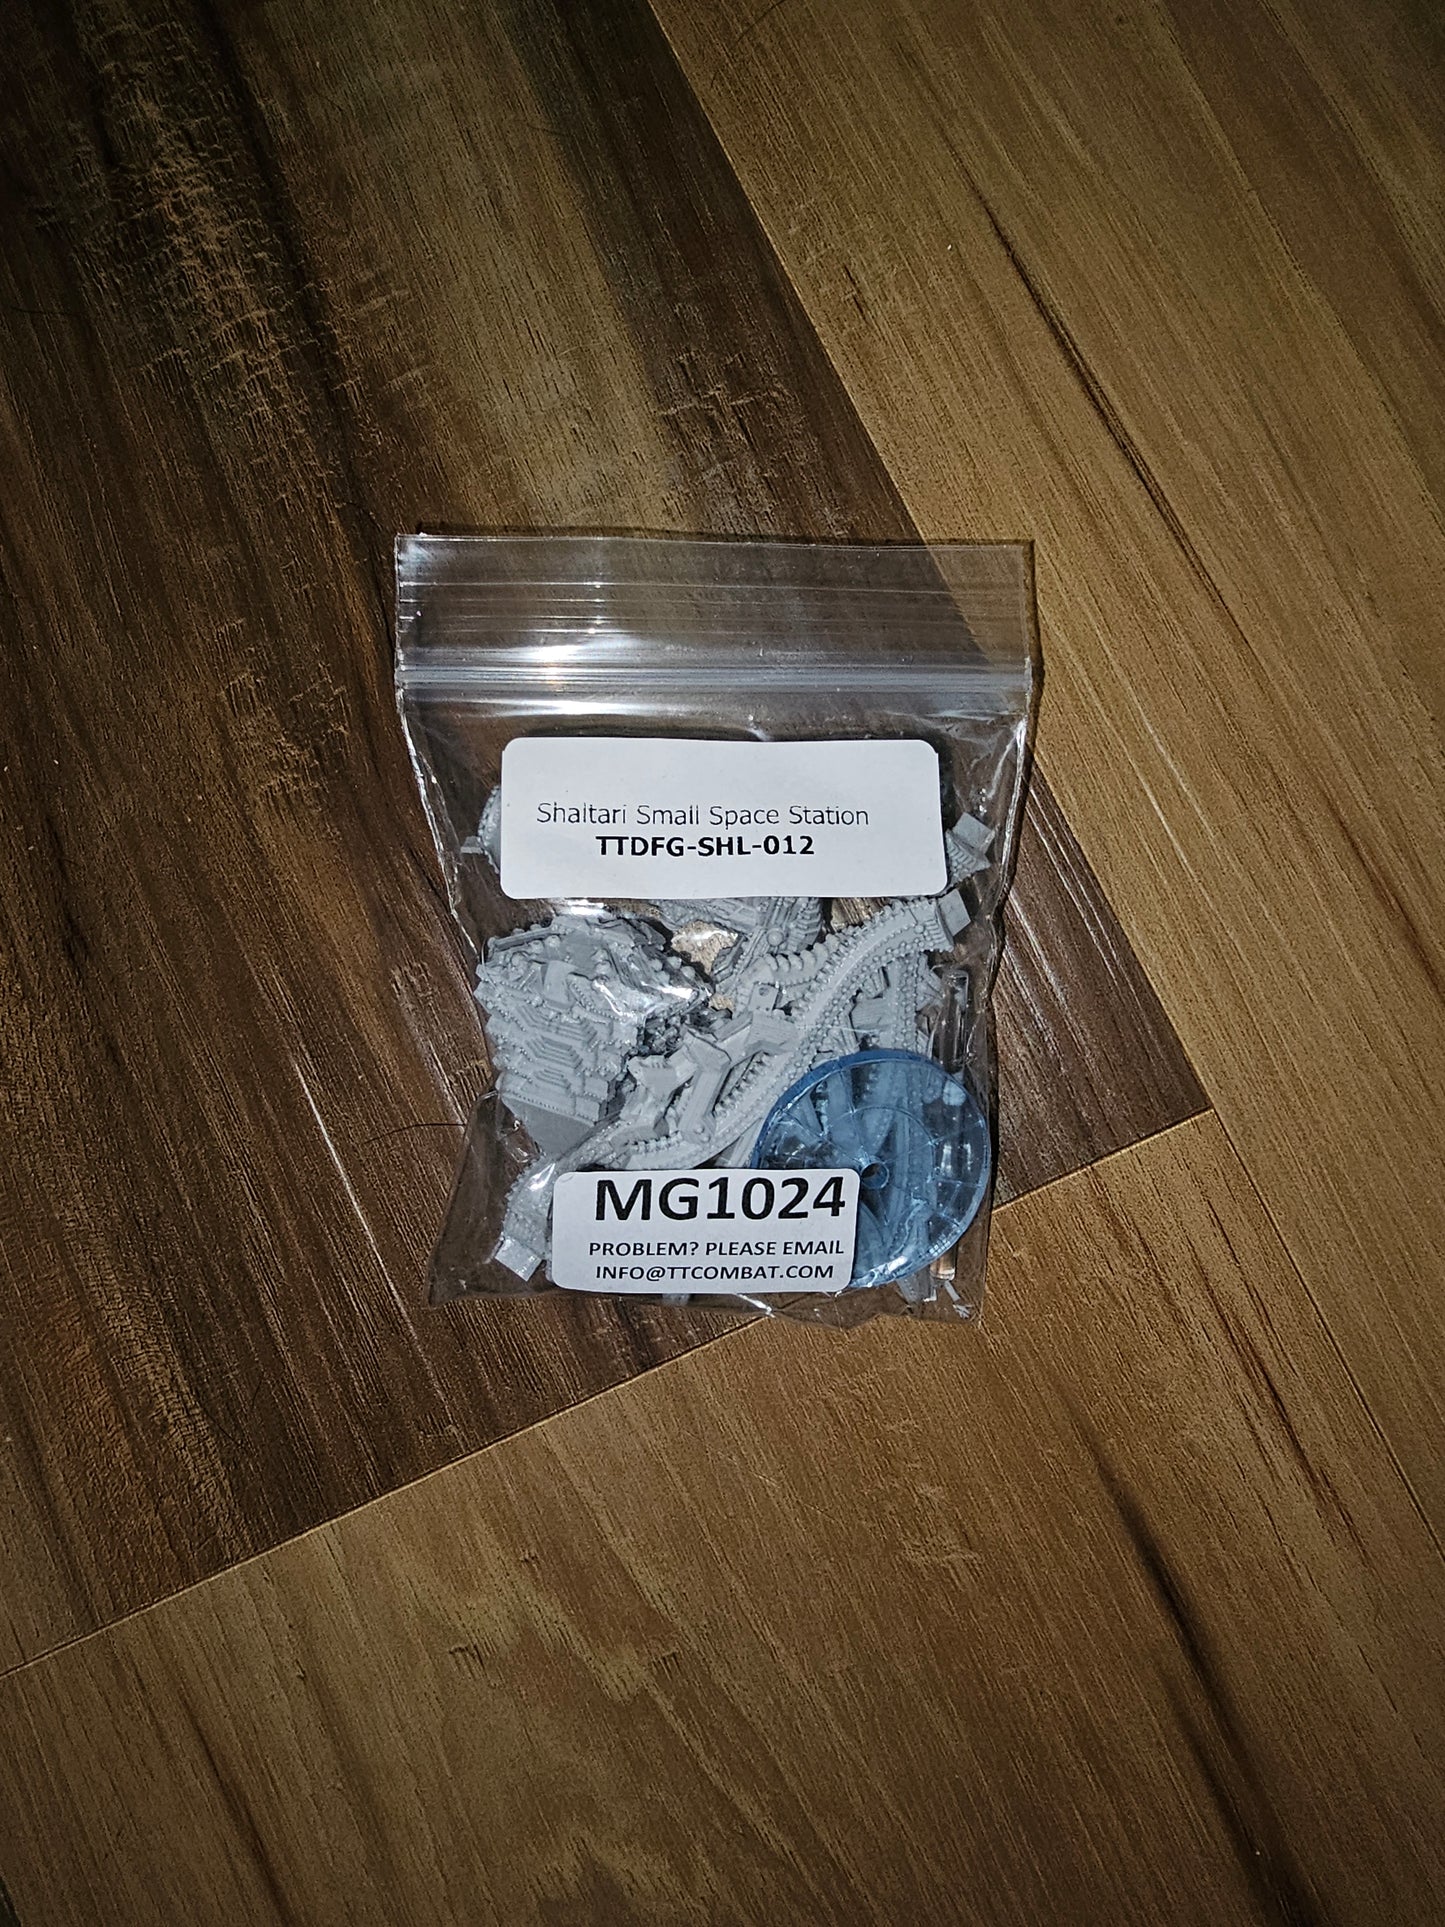 Shaltari Small Space Station
TTDFG-SHL-012
MG1024
PROBLEM? PLEASE EMAIL
INFO@TTCOMBAT.COM